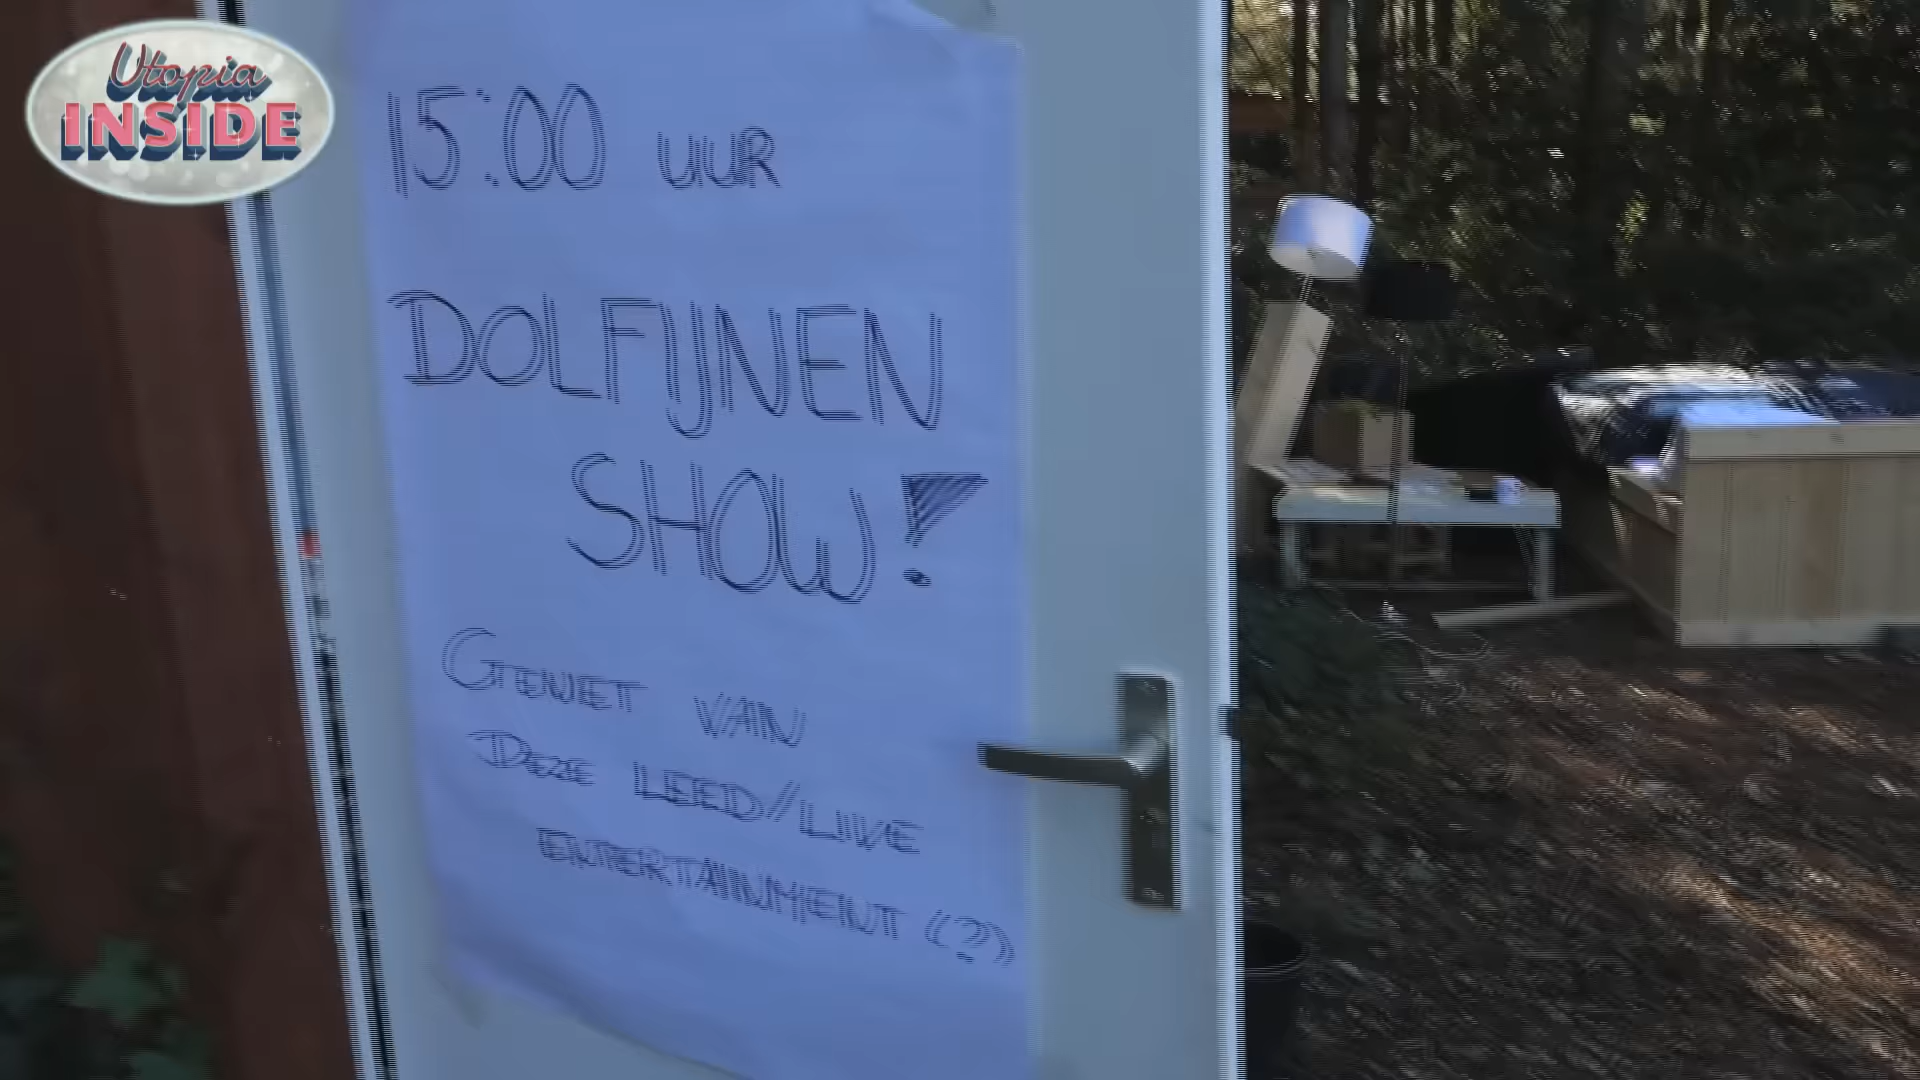 Utopia
INSIDE
15:00 UUR
DOLFIJNEN
SHOW!
GENIET VAN
DEZE LEED/LIVE
ENTERTAINMENT (?)